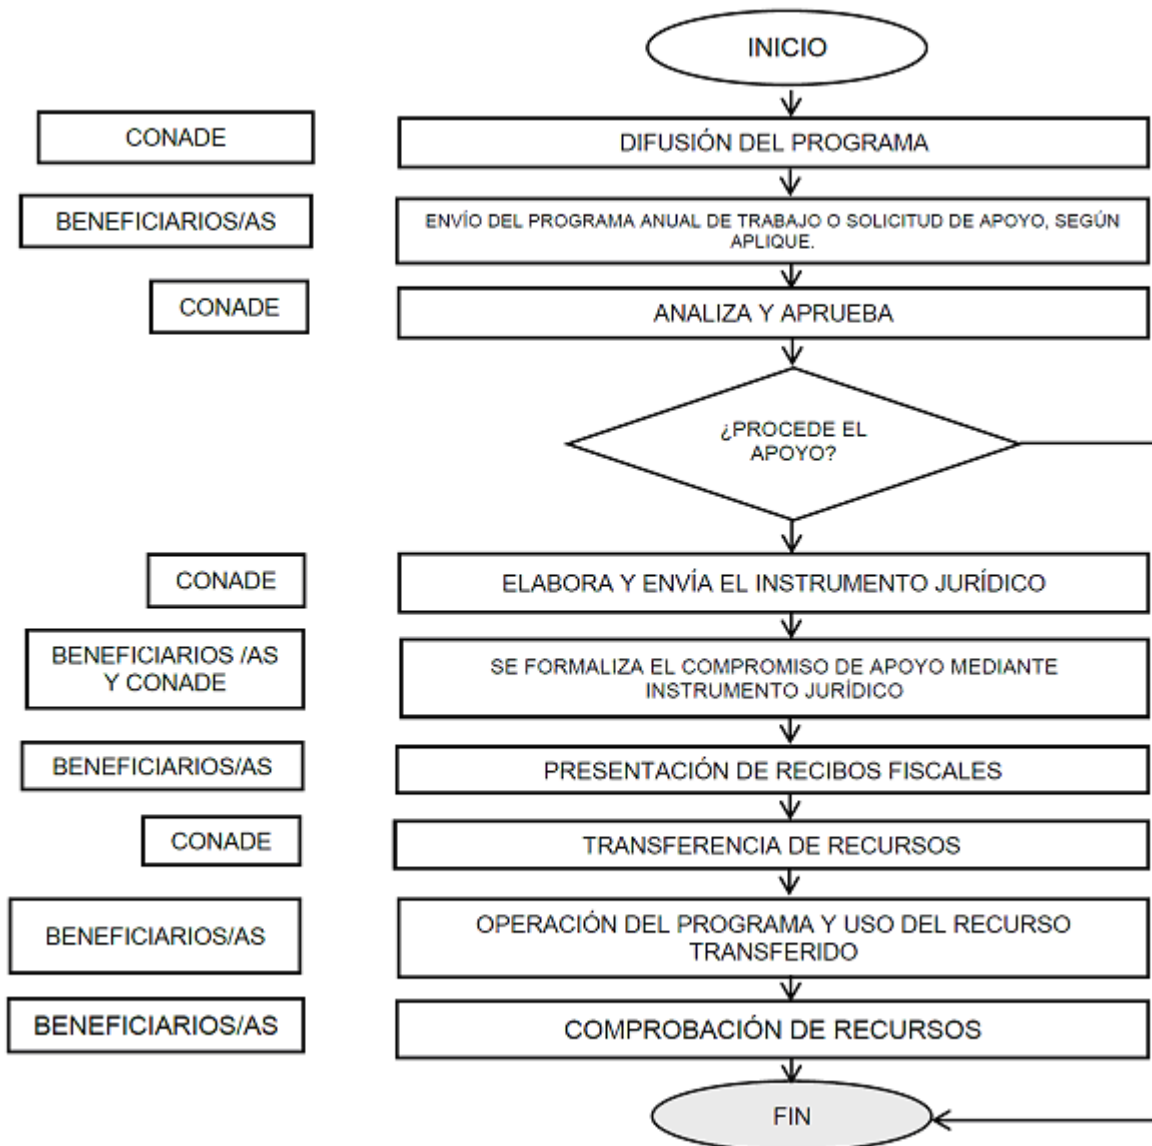 INICIO
CONADE
DIFUSIÓN DEL PROGRAMA
BENEFICIARIOS/AS
ENVÍO DEL PROGRAMA ANUAL DE TRABAJO O SOLICITUD DE APOYO, SEGÚN
APLIQUE.
CONADE
ANALIZA Y APRUEBA
¿PROCEDE EL
APOYO?
CONADE
ELABORA Y ENVÍA EL INSTRUMENTO JURÍDICO
BENEFICIARIOS /AS
Y CONADE
SE FORMALIZA EL COMPROMISO DE APOYO MEDIANTE
INSTRUMENTO JURÍDICO
BENEFICIARIOS/AS
PRESENTACIÓN DE RECIBOS FISCALES
CONADE
TRANSFERENCIA DE RECURSOS
BENEFICIARIOS/AS
OPERACIÓN DEL PROGRAMA Y USO DEL RECURSO
TRANSFERIDO
BENEFICIARIOS/AS
COMPROBACIÓN DE RECURSOS
FIN